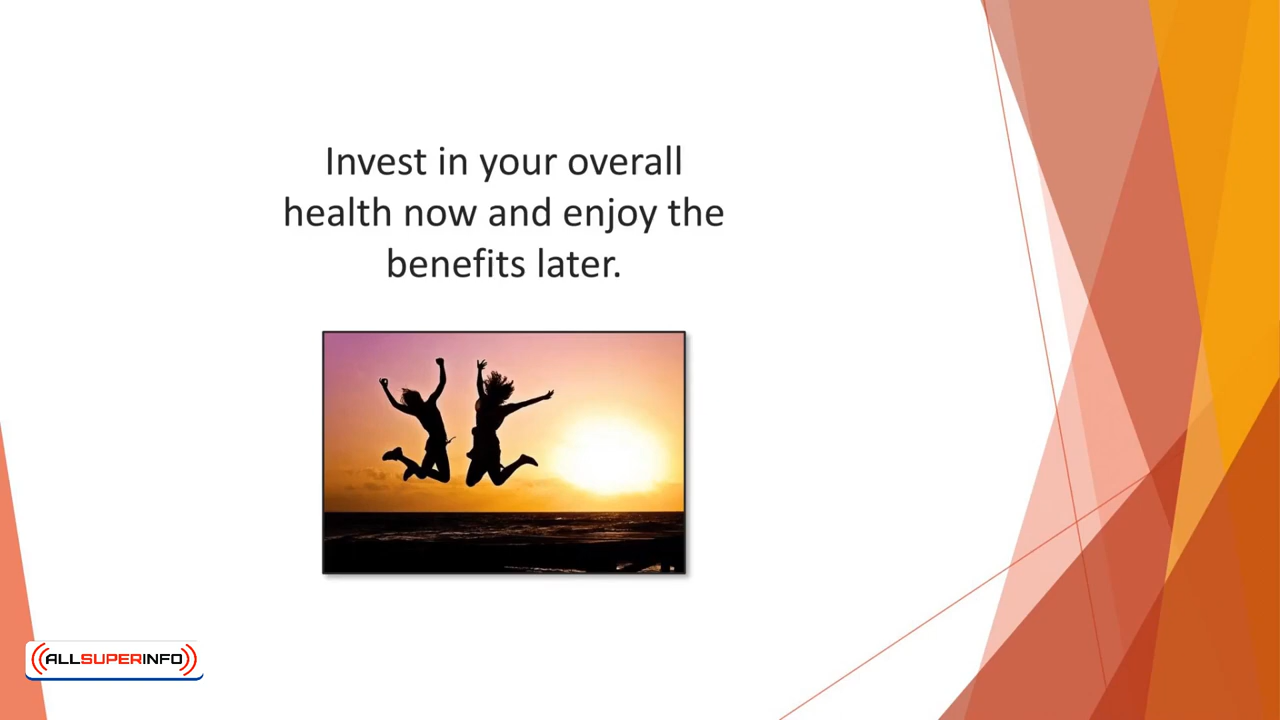 Invest in your overall
health now and enjoy the
benefits later.
ALLSUPERINFO